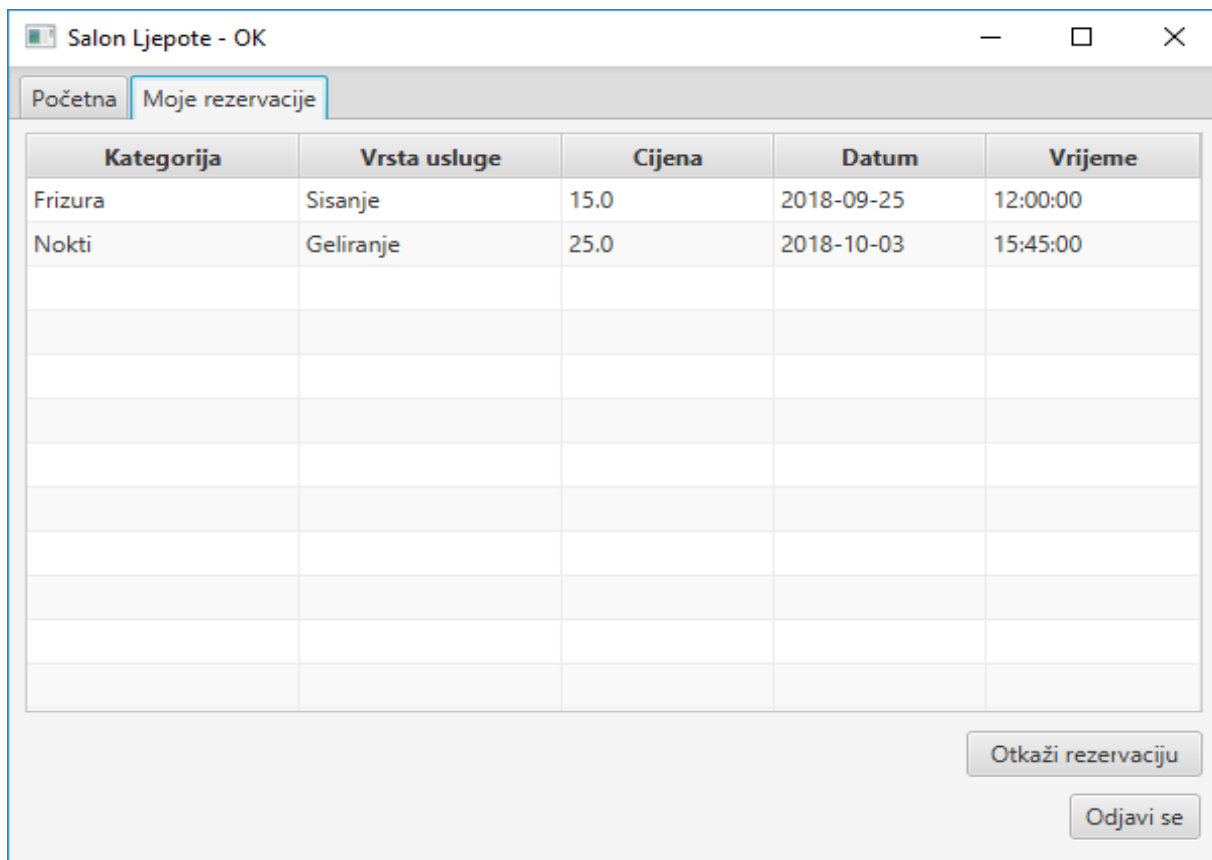 Salon Ljepote - OK
Početna Moje rezervacije
Kategorija Vrsta usluge Cijena Datum Vrijeme
Frizura Sisanje 15.0 2018-09-25 12:00:00
Nokti Geliranje 25.0 2018-10-03 15:45:00
Otkaži rezervaciju
Odjavi se